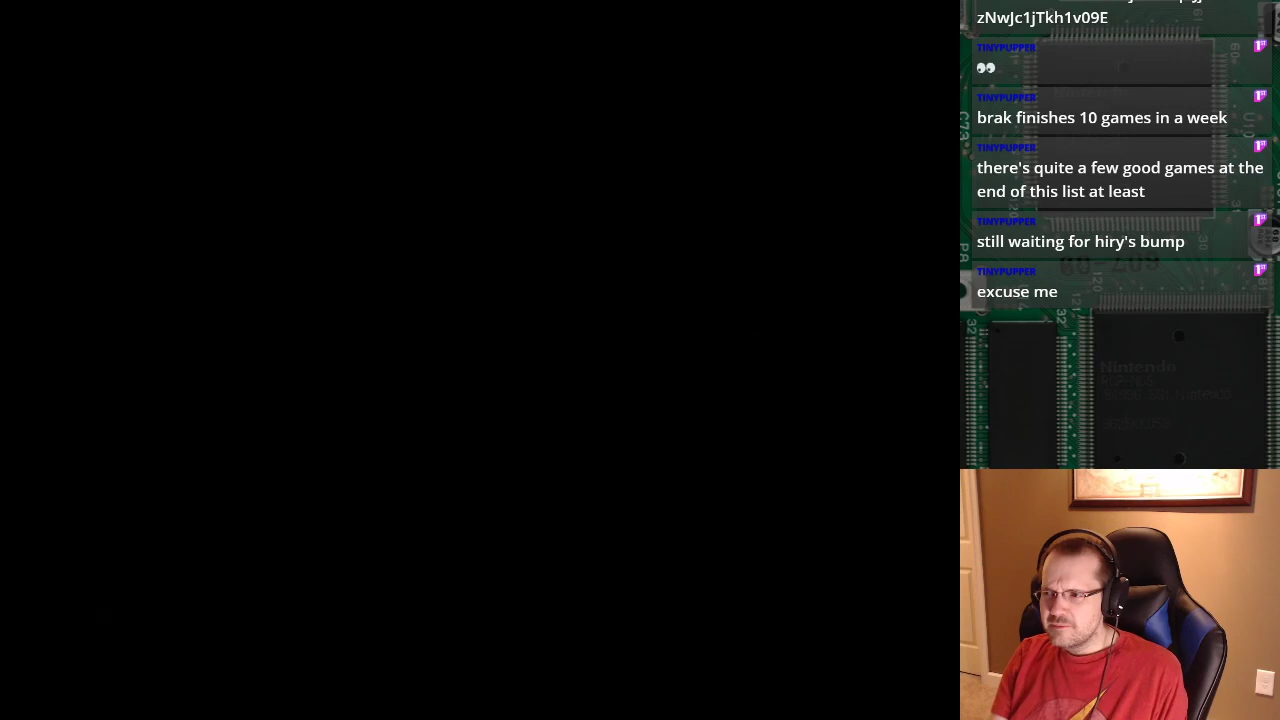 zNwJc1jTkh1v09E
TINYPUPPER
👀
TINYPUPPER
brak finishes 10 games in a week
TINYPUPPER
there's quite a few good games at the
end of this list at least
TINYPUPPER
still waiting for hiry's bump
TINYPUPPER
excuse me
Nintendo